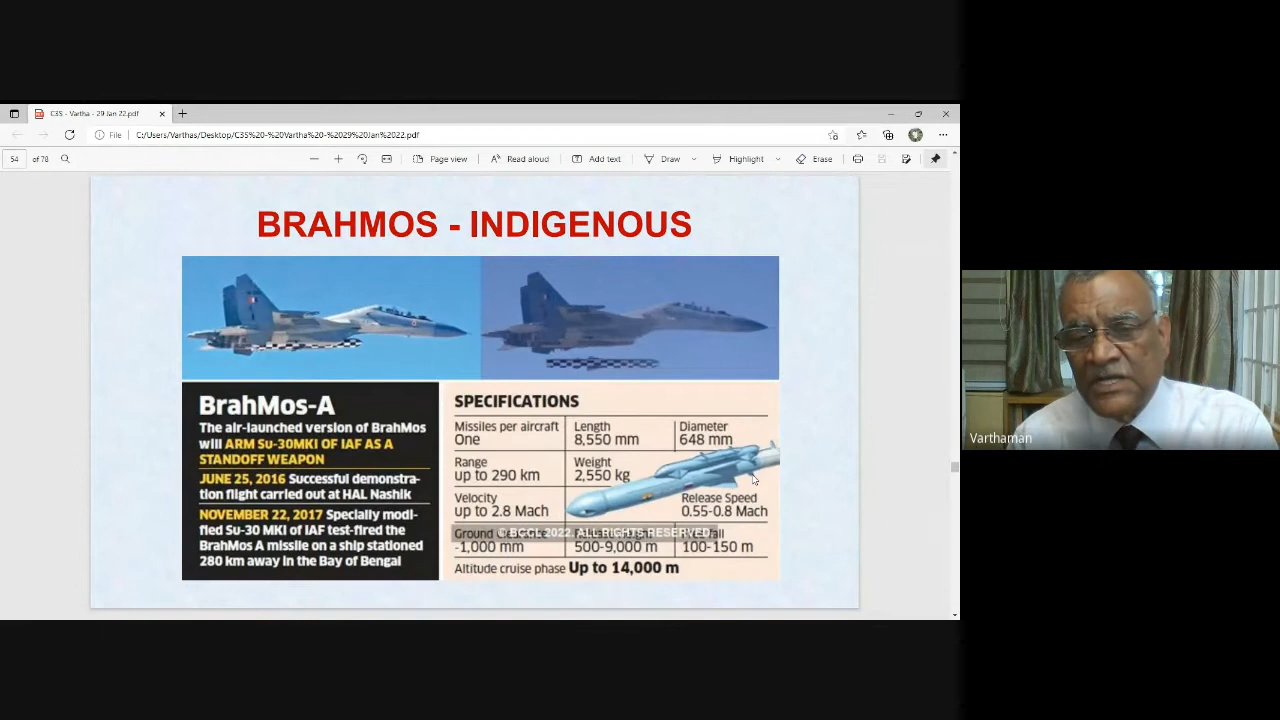 C3S - Vartha - 29 Jan 22.pdf
File
C:/Users/Varthas/Desktop/C3S%20-%20Vartha%20-%2029%20Jan%2022.pdf
54 of 78
Page view
Read aloud
Add text
Draw
Highlight
Erase
BRAHMOS - INDIGENOUS
BrahMos-A
The air-launched version of BrahMos
will ARM Su-30MKI OF IAF AS A
STANDOFF WEAPON
JUNE 25, 2016 Successful demonstra-
tion flight carried out at HAL Nashik
NOVEMBER 22, 2017 Specially modi-
fied Su-30 MKI of IAF test-fired the
BrahMos A missile on a ship stationed
280 km away in the Bay of Bengal
SPECIFICATIONS
Missiles per aircraft
One
Length
8,550 mm
Diameter
648 mm
Range
up to 290 km
Weight
2,550 kg
Velocity
up to 2.8 Mach
Release Speed
0.55-0.8 Mach
Ground
-1,000 mm
500-9,000 m
100-150 m
© BCCL 2022. ALL RIGHTS RESERVED.
Altitude cruise phase Up to 14,000 m
Varthaman